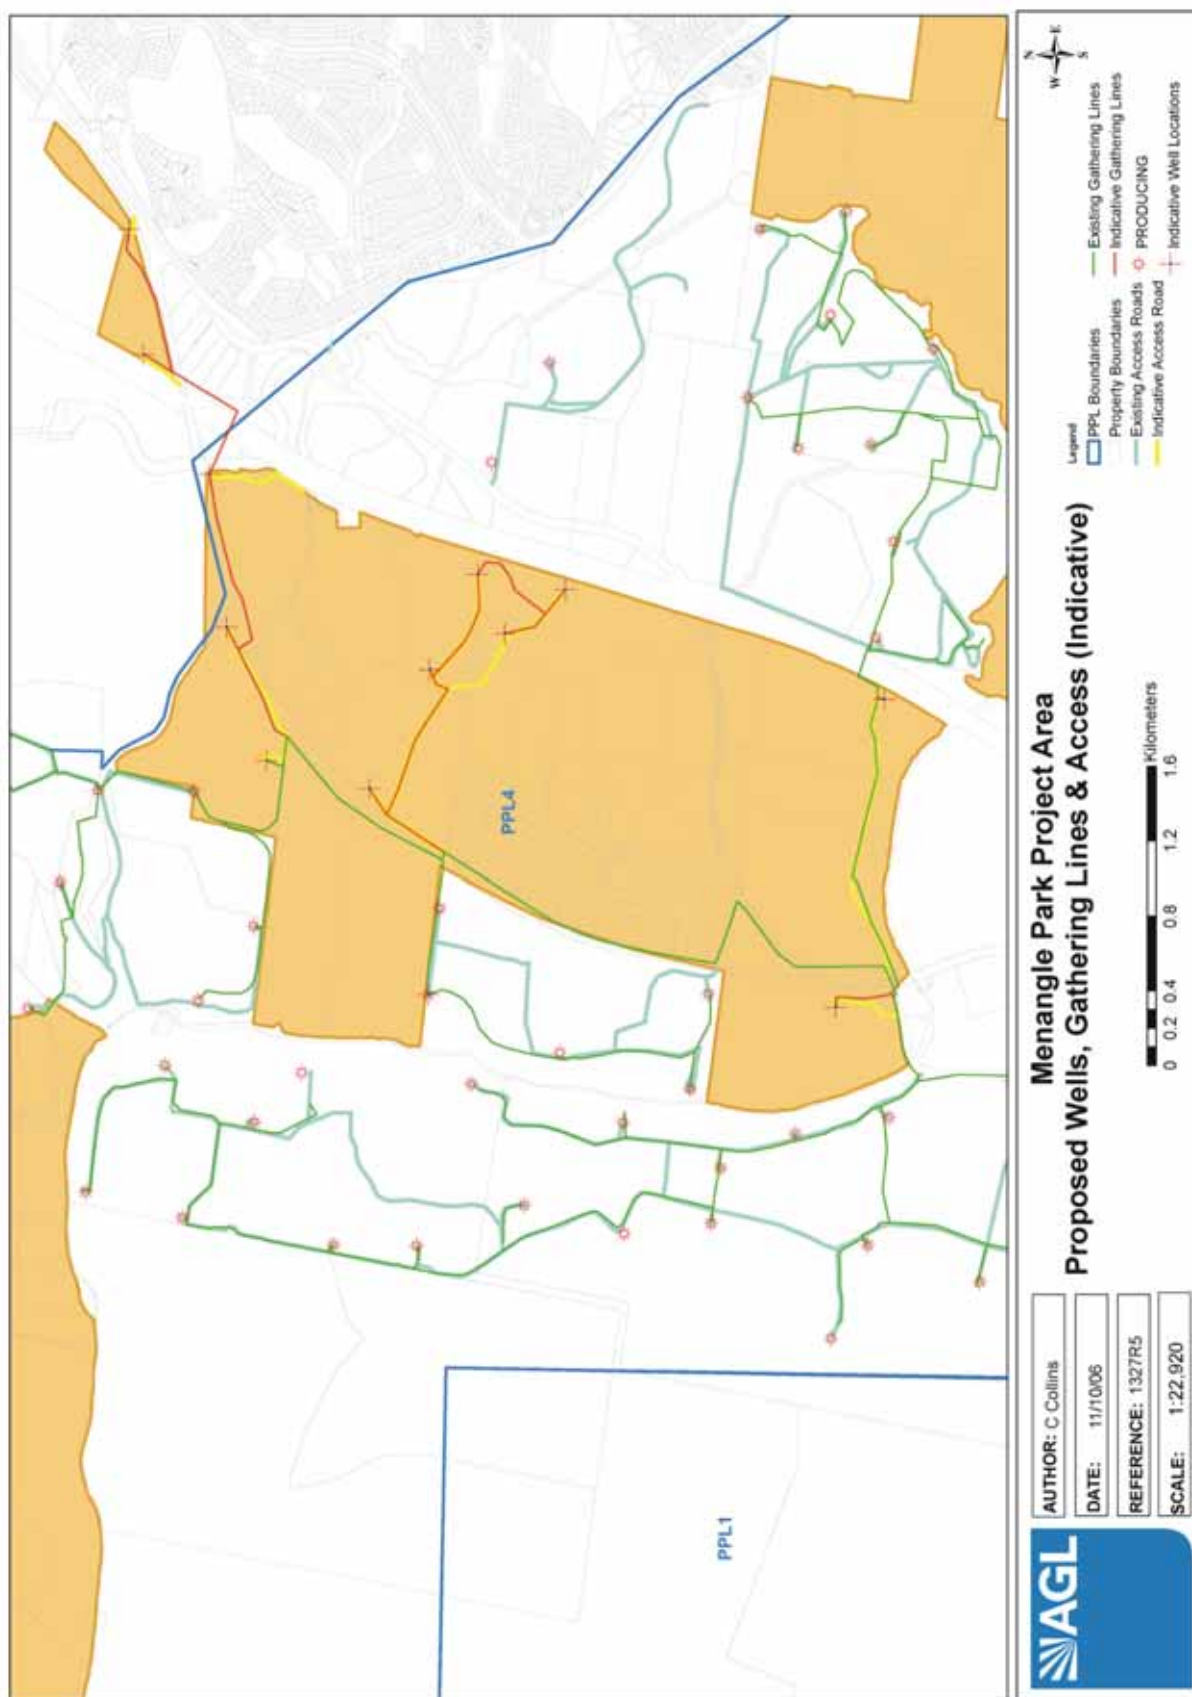 PPL4
PPL1
AGL
AUTHOR: C Collins
DATE: 11/10/06
REFERENCE: 1327R5
SCALE: 1:22,920
Menangle Park Project Area
Proposed Wells, Gathering Lines & Access (Indicative)
0 0.2 0.4 0.8 1.2 1.6
Kilometers
Legend
PPL Boundaries
Property Boundaries
Existing Access Roads
Indicative Access Road
Existing Gathering Lines
Indicative Gathering Lines
PRODUCING
Indicative Well Locations
N
W E
S